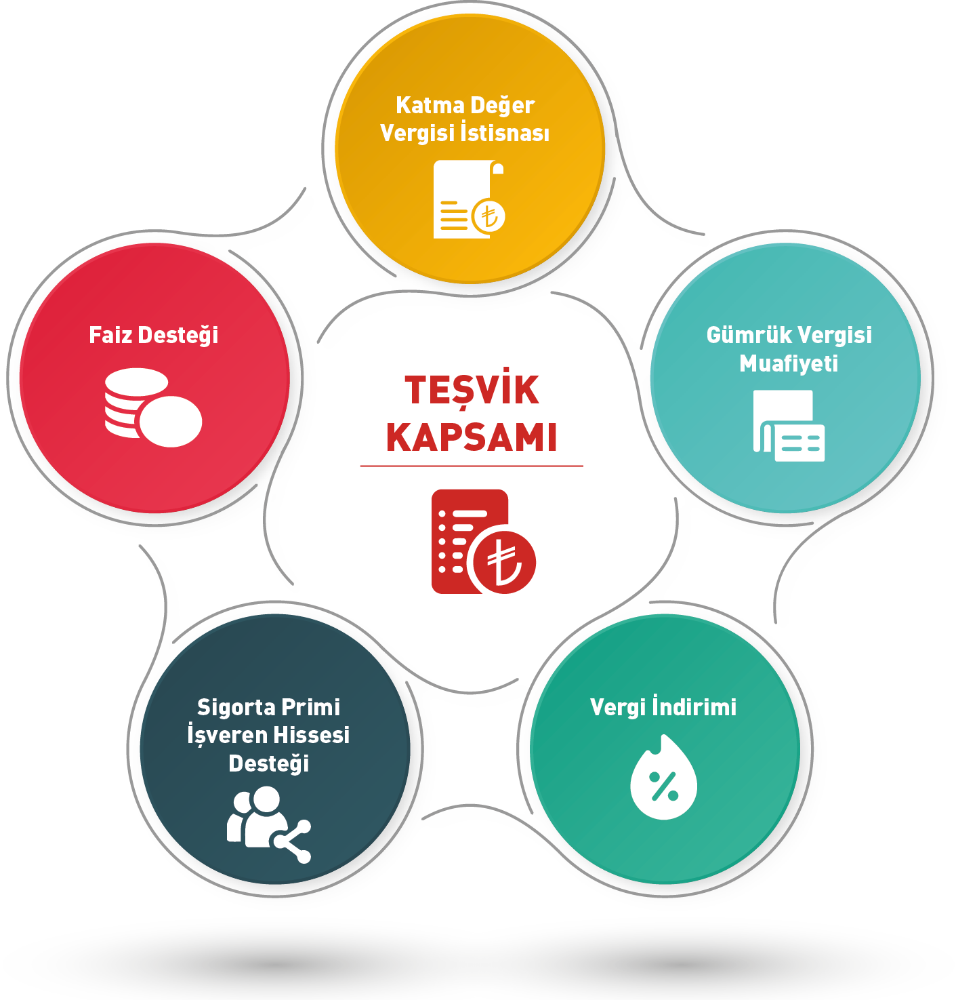 Katma Değer
Vergisi İstisnası
Faiz Desteği
Gümrük Vergisi
Muafiyeti
TEŞVİK
KAPSAMI
Sigorta Primi
İşveren Hissesi
Desteği
Vergi İndirimi